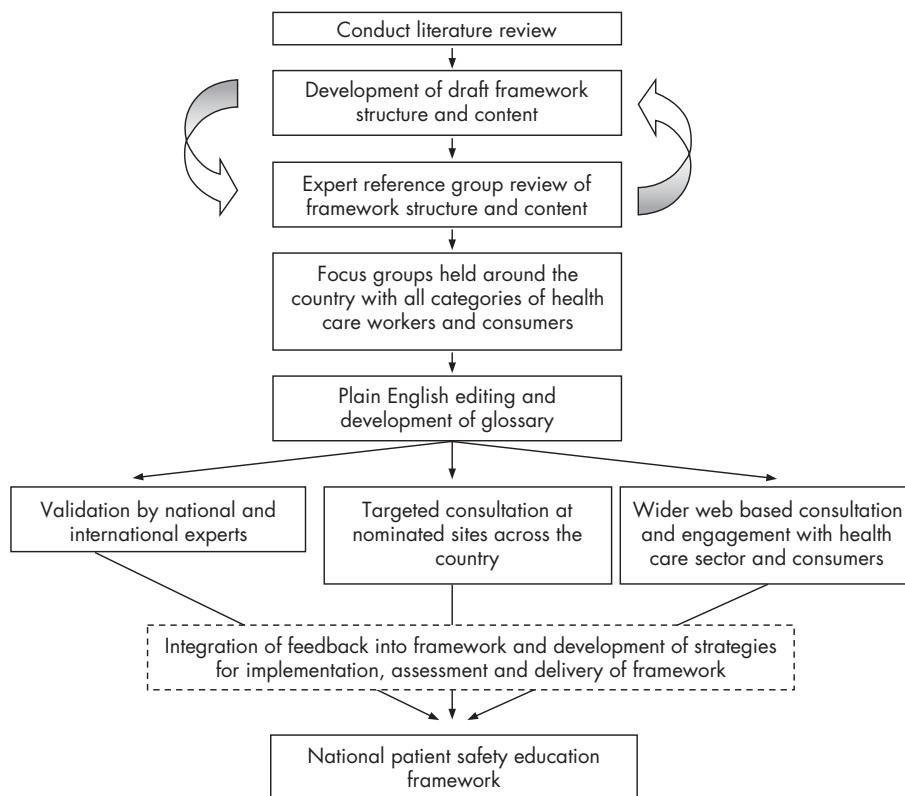 Conduct literature review
Development of draft framework
structure and content
Expert reference group review of
framework structure and content
Focus groups held around the
country with all categories of health
care workers and consumers
Plain English editing and
development of glossary
Validation by national and
international experts
Targeted consultation at
nominated sites across the
country
Wider web based consultation
and engagement with health
care sector and consumers
Integration of feedback into framework and development of strategies
for implementation, assessment and delivery of framework
National patient safety education
framework